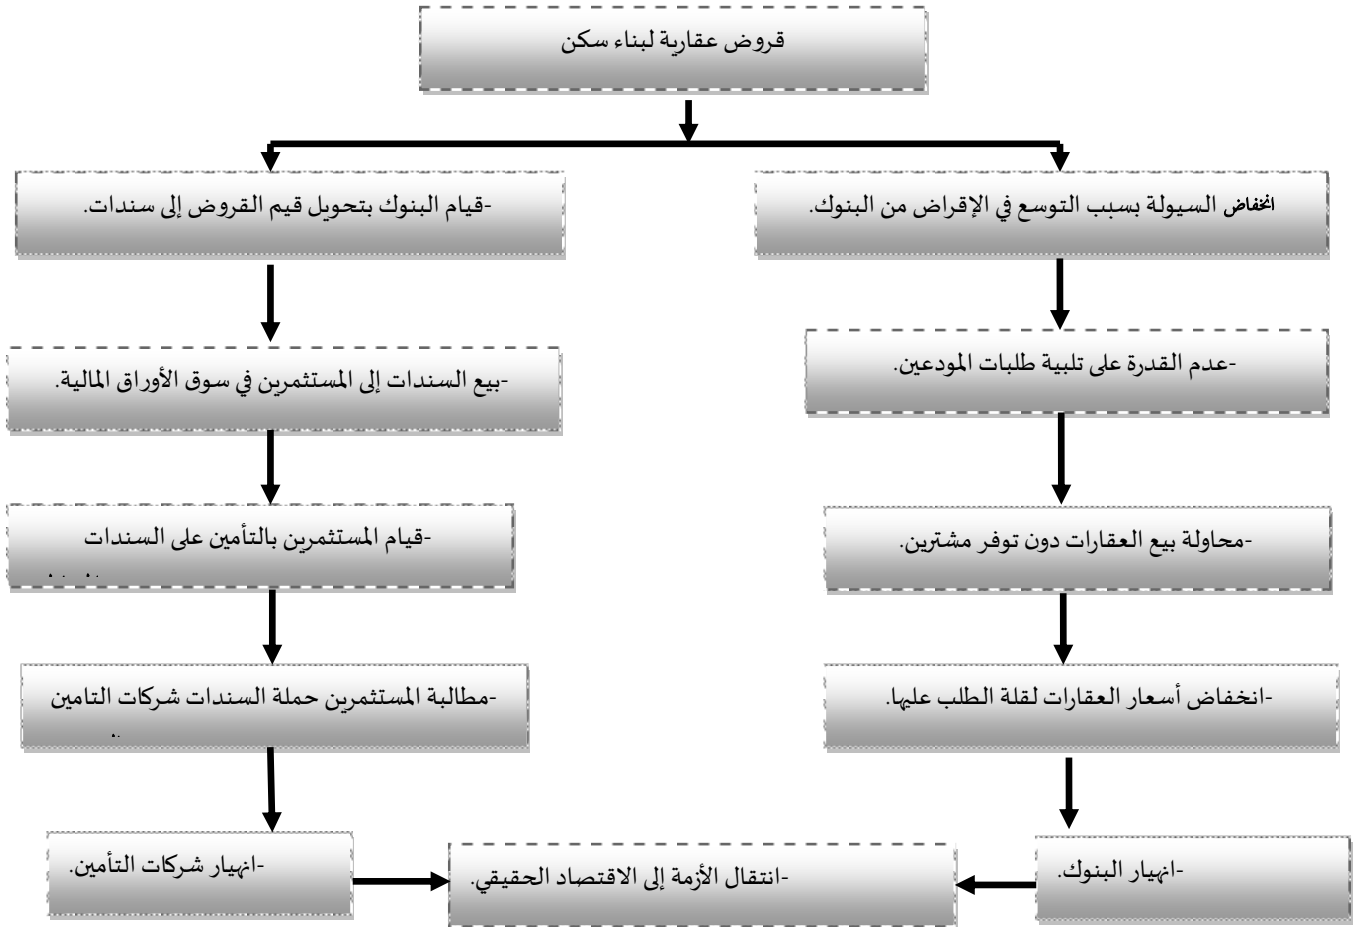 قروض عقارية لبناء سكن
انخفاض السيولة بسبب التوسع في الإقراض من البنوك.
-قيام البنوك بتحويل قيم القروض إلى سندات.
-عدم القدرة على تلبية طلبات المودعين.
-بيع السندات إلى المستثمرين في سوق الأوراق المالية.
-محاولة بيع العقارات دون توفر مشترين.
-قيام المستثمرين بالتأمين على السندات
-انخفاض أسعار العقارات لقلة الطلب عليها.
-مطالبة المستثمرين حملة السندات شركات التامين
-انهيار البنوك.
-انهيار شركات التأمين.
-انتقال الأزمة إلى الاقتصاد الحقيقي.